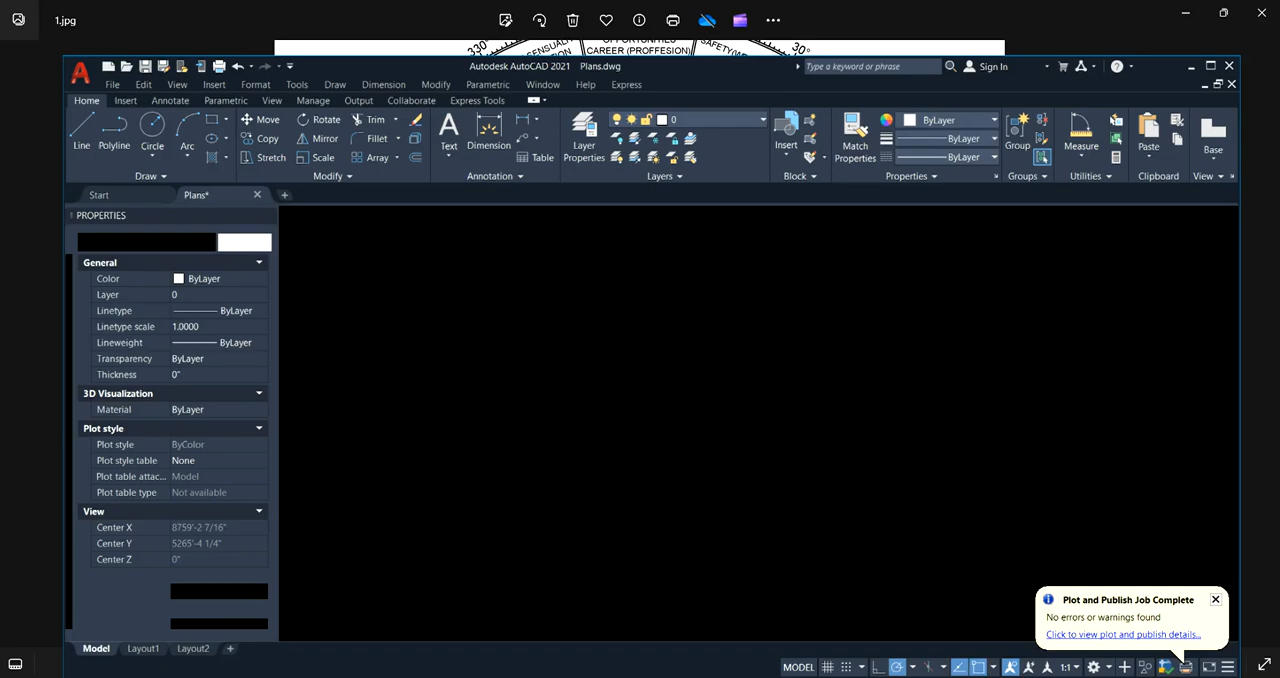 1.jpg
330°
SENSUALITY
OPPORTUNITIES
CAREER (PROFFESION)
30°
Autodesk AutoCAD 2021 Plans.dwg
Type a keyword or phrase
Sign In
File Edit View Insert Format Tools Draw Dimension Modify Parametric Window Help Express
Home Insert Annotate Parametric View Manage Output Collaborate Express Tools
Line Polyline Circle Arc
Move Rotate Trim
Copy Mirror Fillet
Stretch Scale Array
Text Dimension Table
Layer Properties
0
Insert
Match Properties
ByLayer
ByLayer
ByLayer
Group
Measure
Paste
Base
Draw Modify Annotation Layers Block Properties Groups Utilities Clipboard View
Start Plans*
PROPERTIES
General
Color ByLayer
Layer 0
Linetype ByLayer
Linetype scale 1.0000
Lineweight ByLayer
Transparency ByLayer
Thickness 0"
3D Visualization
Material ByLayer
Plot style
Plot style ByColor
Plot style table None
Plot table attac... Model
Plot table type Not available
View
Center X 8759'-2 7/16"
Center Y 5265'-4 1/4"
Center Z 0"
Plot and Publish Job Complete
No errors or warnings found
Click to view plot and publish details...
Model Layout1 Layout2
MODEL 1:1